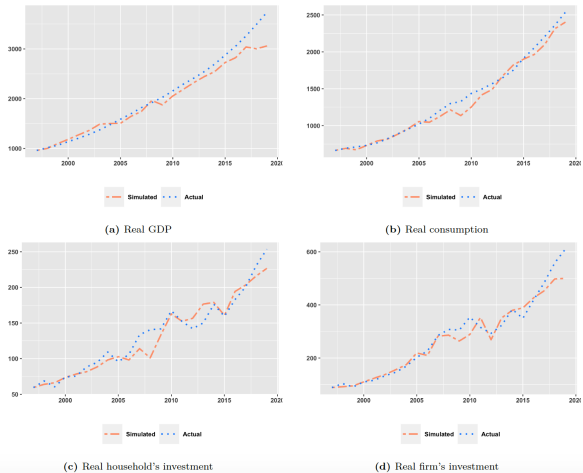 3000
2000
1000
2000 2005 2010 2015 202
Simulated Actual
(a) Real GDP
2500
2000
1500
1000
2000 2005 2010 2015 2020
Simulated Actual
(b) Real consumption
250
200
150
100
50
2000 2005 2010 2015 2020
Simulated Actual
(c) Real household's investment
600
400
200
2000 2005 2010 2015 2020
Simulated Actual
(d) Real firm's investment